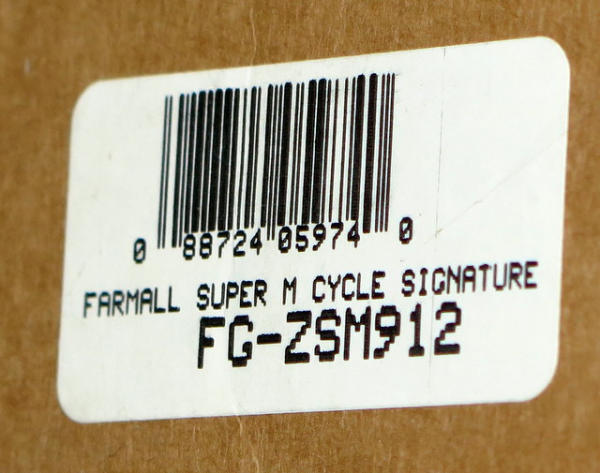 0 88724 05974 0
FARMALL SUPER M CYCLE SIGNATURE
FG-ZSM912